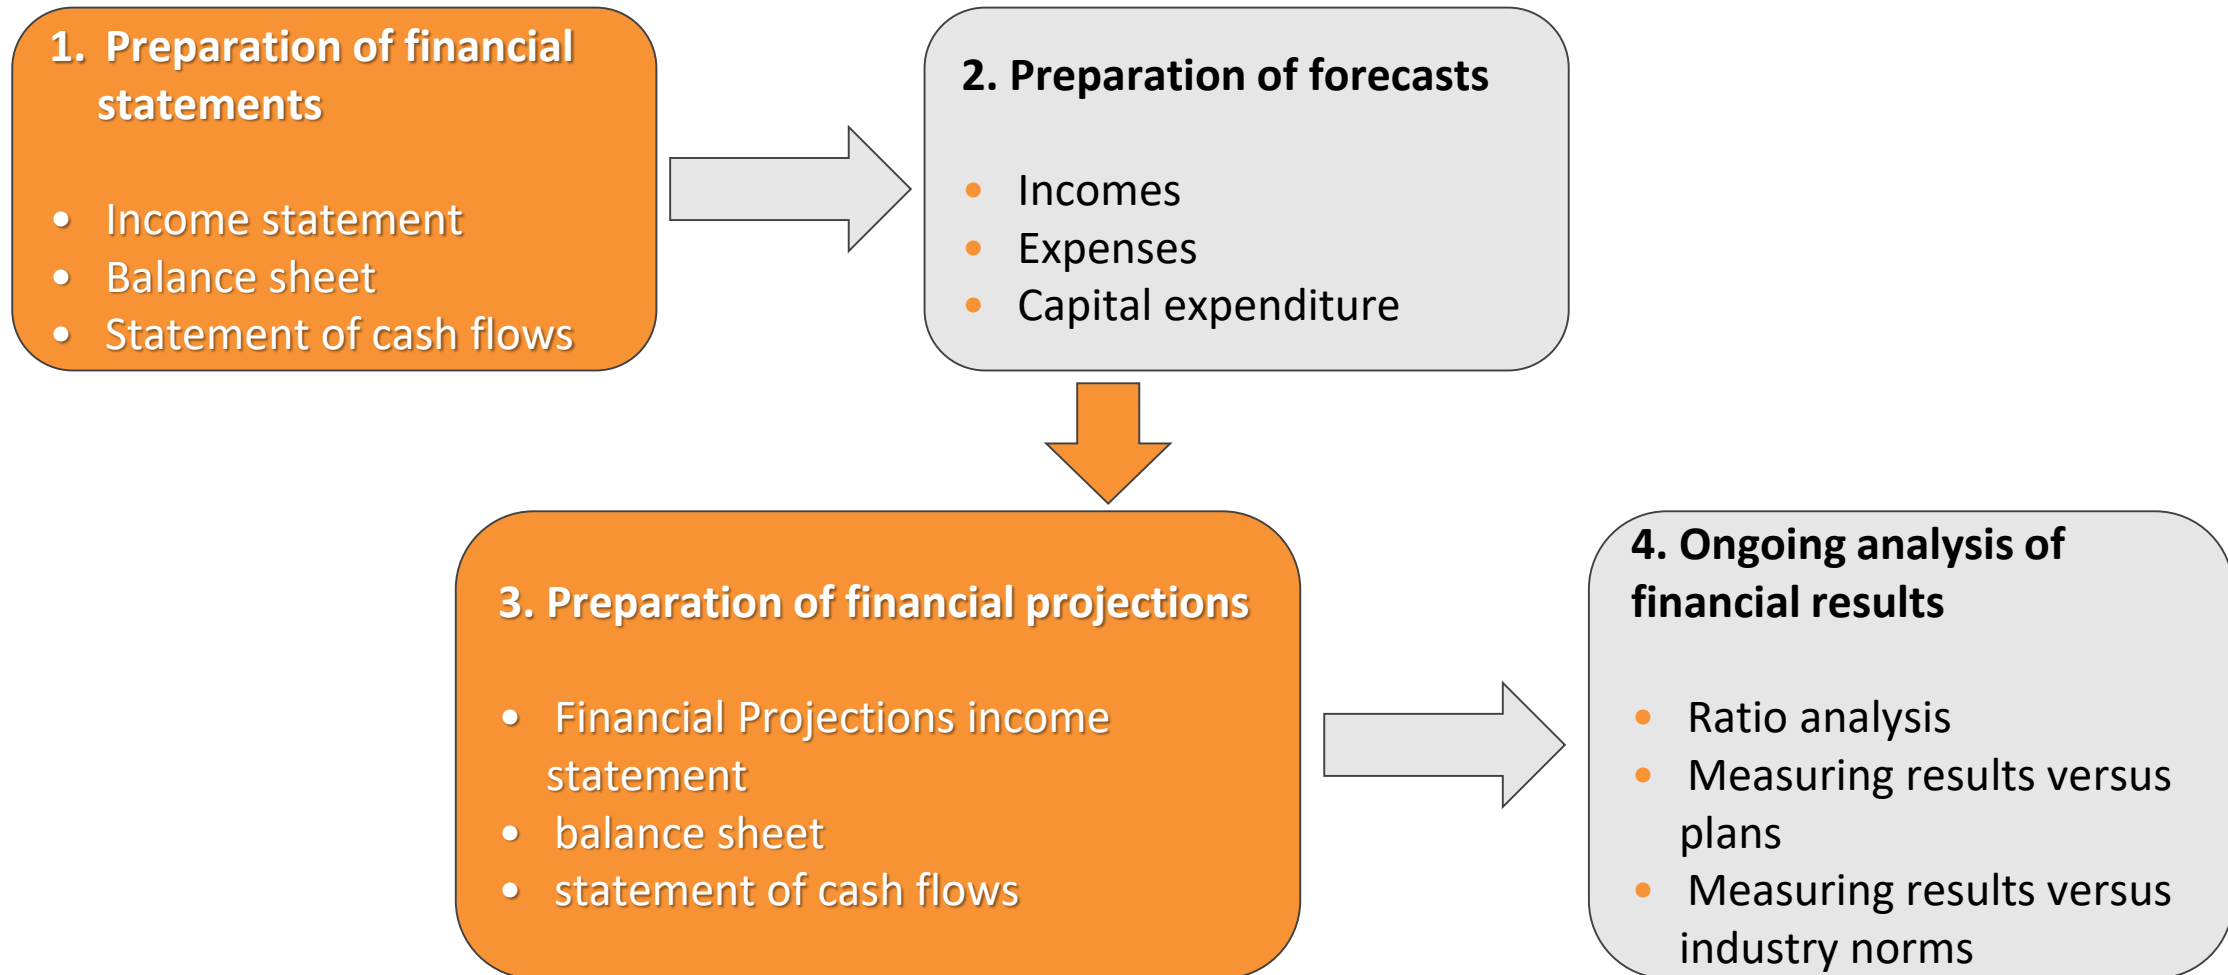 1. Preparation of financial
statements
• Income statement
• Balance sheet
• Statement of cash flows
2. Preparation of forecasts
• Incomes
• Expenses
• Capital expenditure
3. Preparation of financial projections
• Financial Projections income
statement
• balance sheet
• statement of cash flows
4. Ongoing analysis of
financial results
• Ratio analysis
• Measuring results versus
plans
• Measuring results versus
industry norms